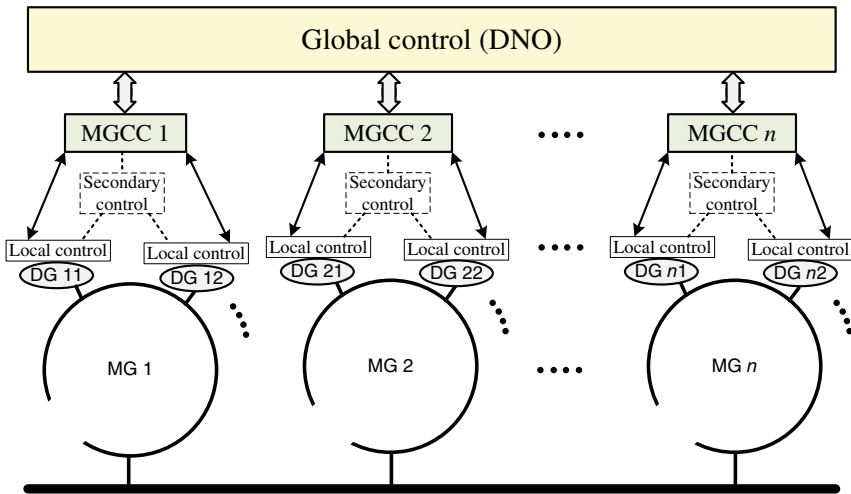 Global control (DNO)
MGCC 1
MGCC 2
MGCC n
Secondary
control
Secondary
control
Secondary
control
Local control
Local control
Local control
Local control
Local control
Local control
DG 11
DG 12
DG 21
DG 22
DG n1
DG n2
MG 1
MG 2
MG n